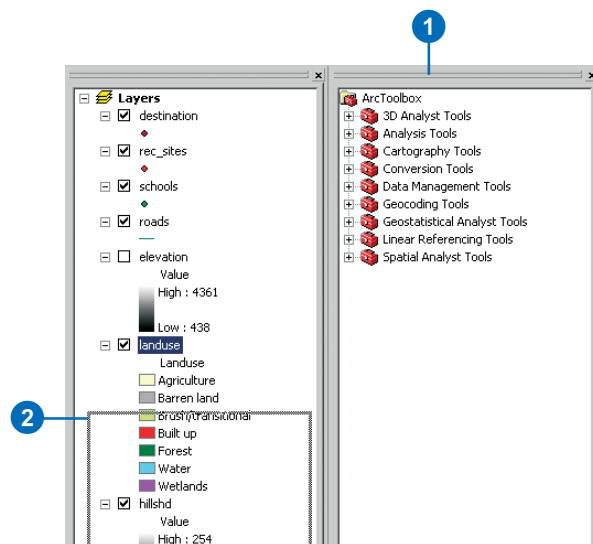 1
Layers
destination
rec_sites
schools
roads
elevation
Value
High : 4361
Low : 438
landuse
Landuse
Agriculture
Barren land
Brush/transitional
Built up
Forest
Water
Wetlands
hillshd
Value
High : 254
2
ArcToolbox
3D Analyst Tools
Analysis Tools
Cartography Tools
Conversion Tools
Data Management Tools
Geocoding Tools
Geostatistical Analyst Tools
Linear Referencing Tools
Spatial Analyst Tools